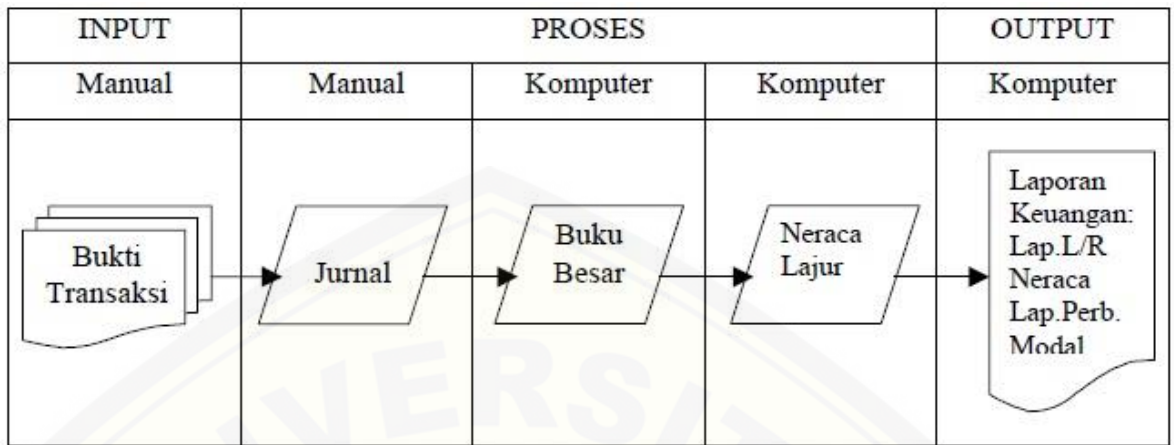 INPUT PROSES OUTPUT
Manual Manual Komputer Komputer Komputer
Bukti
Transaksi
Jurnal
Buku
Besar
Neraca
Lajur
Laporan
Keuangan:
Lap.L/R
Neraca
Lap.Perb.
Modal
IVERSIT